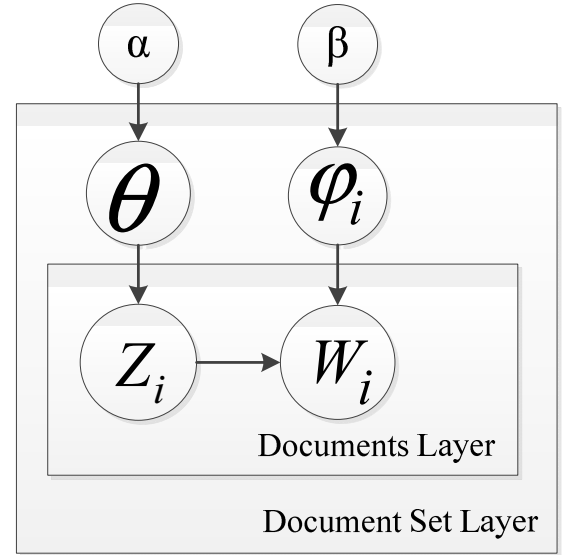 α β
θ φi
Zi Wi
Documents Layer
Document Set Layer